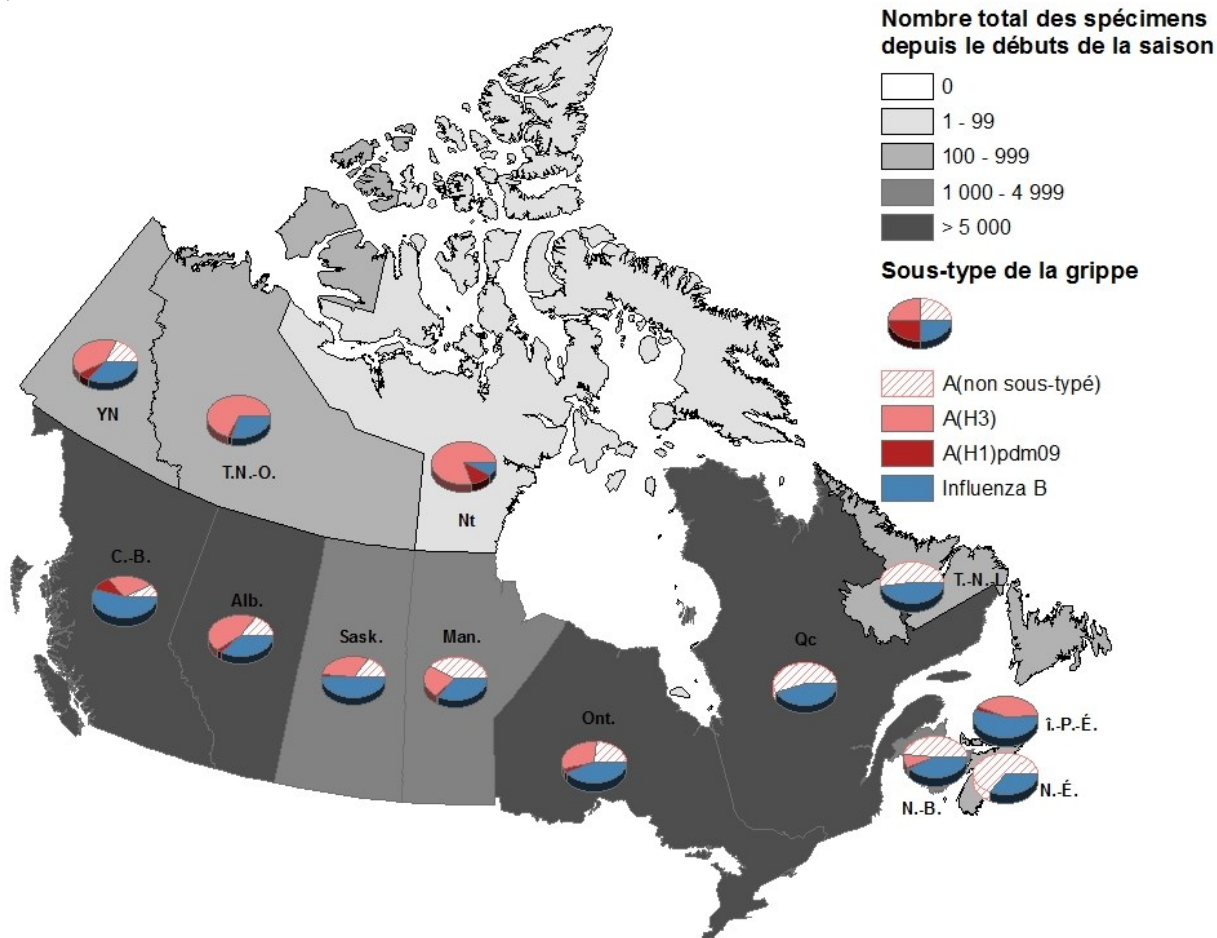 Nombre total des spécimens
depuis le débuts de la saison
0
1 - 99
100 - 999
1 000 - 4 999
> 5 000
Sous-type de la grippe
A(non sous-typé)
A(H3)
A(H1)pdm09
Influenza B
YN
T.N.-O.
Nt
C.-B.
Alb.
Sask.
Man.
Ont.
Qc
T.-N.-L.
î.-P.-É.
N.-B.
N.-É.